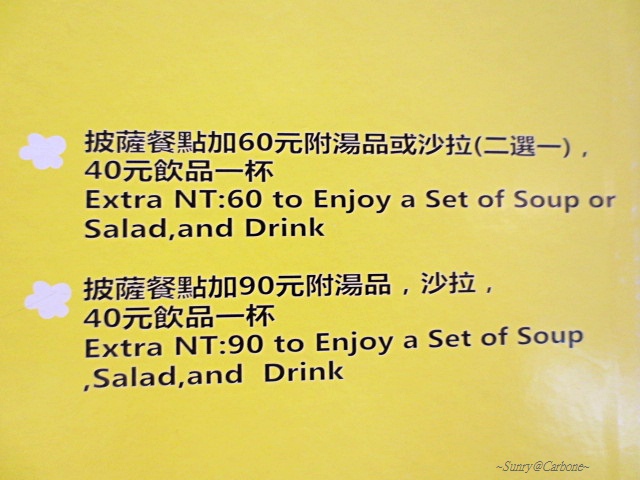 披薩餐點加60元附湯品或沙拉(二選一)，
40元飲品一杯
Extra NT:60 to Enjoy a Set of Soup or
Salad,and Drink
披薩餐點加90元附湯品，沙拉，
40元飲品一杯
Extra NT:90 to Enjoy a Set of Soup
,Salad,and Drink
~Sunry@Carbone~